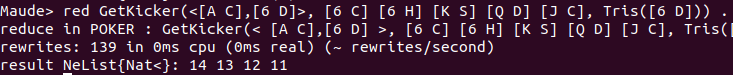 Maude> red GetKicker(<[A C],[6 D]>, [6 C] [6 H] [K S] [Q D] [J C], Tris([6 D])) .
reduce in POKER : GetKicker(< [A C],[6 D] >, [6 C] [6 H] [K S] [Q D] [J C], Tris(
rewrites: 139 in 0ms cpu (0ms real) (~ rewrites/second)
result NeList{Nat<}: 14 13 12 11